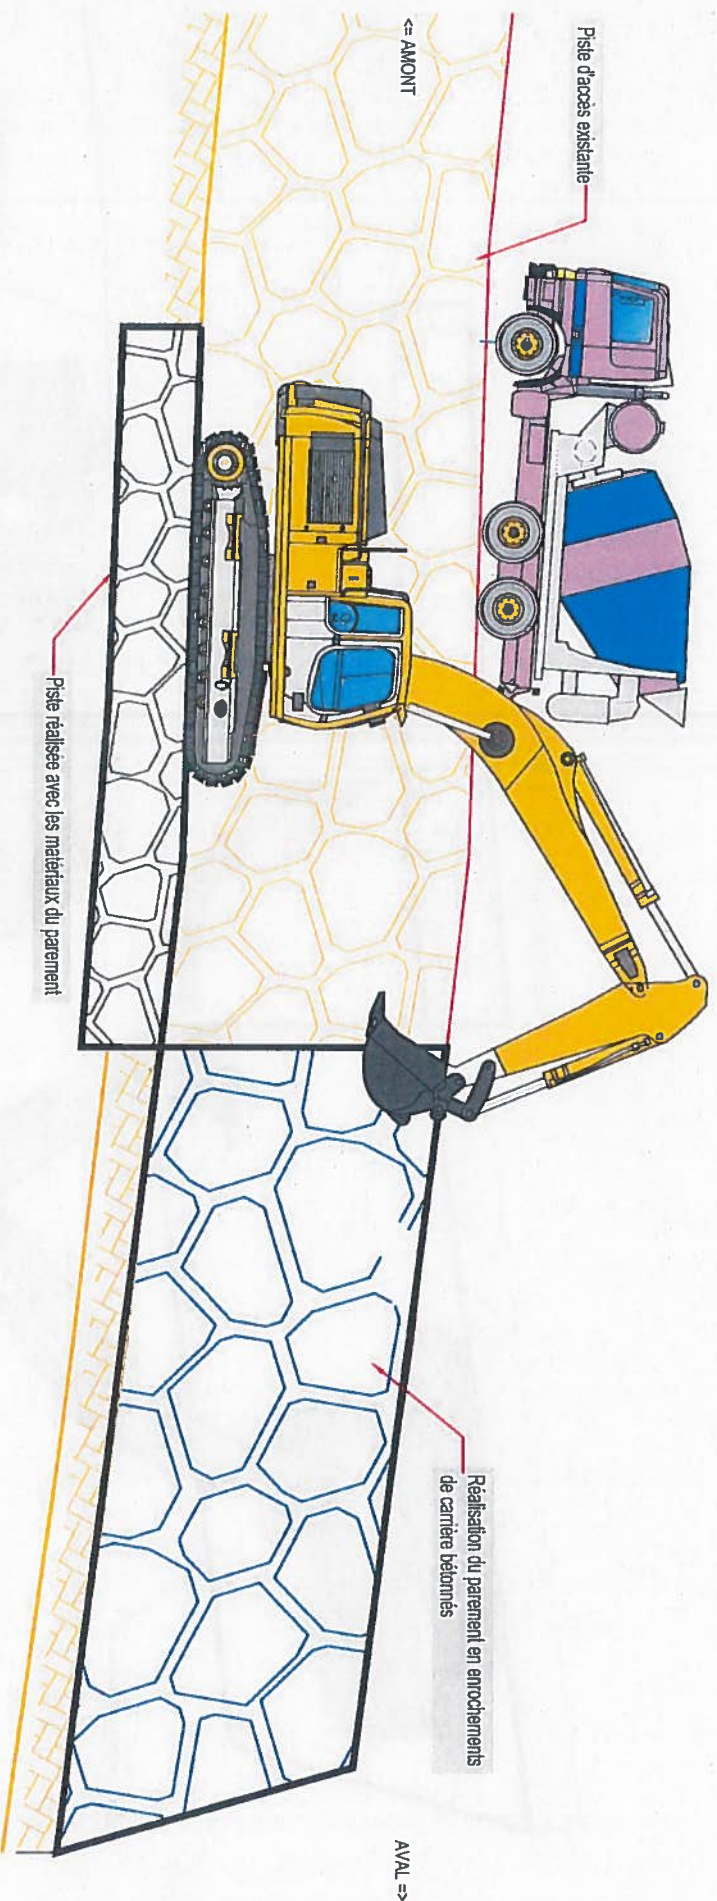 Piste d'accès existante
<= AMONT
Piste réalisée avec les matériaux du parement
Réalisation du parement en enrochements
de carrière bétonnés
AVAL =>